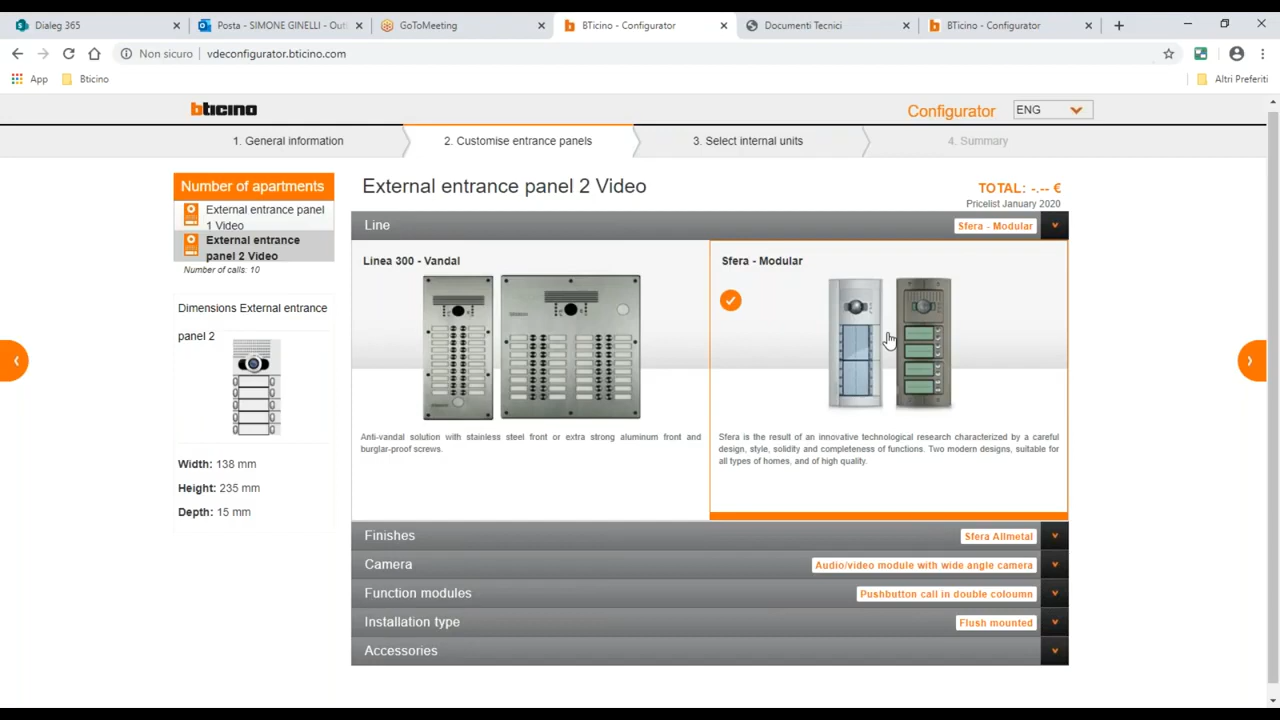 Dialeg 365
Posta - SIMONE GINELLI - Out
GoToMeeting
BTicino - Configurator
Documenti Tecnici
BTicino - Configurator
Non sicuro
vdeconfigurator.bticino.com
App
Bticino
Altri Preferiti
bticino
Configurator
ENG
1. General information
2. Customise entrance panels
3. Select internal units
4. Summary
Number of apartments
External entrance panel
1 Video
External entrance
panel 2 Video
Number of calls: 10
Dimensions External entrance
panel 2
Width: 138 mm
Height: 235 mm
Depth: 15 mm
External entrance panel 2 Video
TOTAL: -.-- €
Pricelist January 2020
Line
Sfera - Modular
Linea 300 - Vandal
Anti-vandal solution with stainless steel front or extra strong aluminum front and
burglar-proof screws.
Sfera - Modular
Sfera is the result of an innovative technological research characterized by a careful
design, style, solidity and completeness of functions. Two modern designs, suitable for
all types of homes, and of high quality.
Finishes
Sfera Allmetal
Camera
Audio/video module with wide angle camera
Function modules
Pushbutton call in double coloumn
Installation type
Flush mounted
Accessories